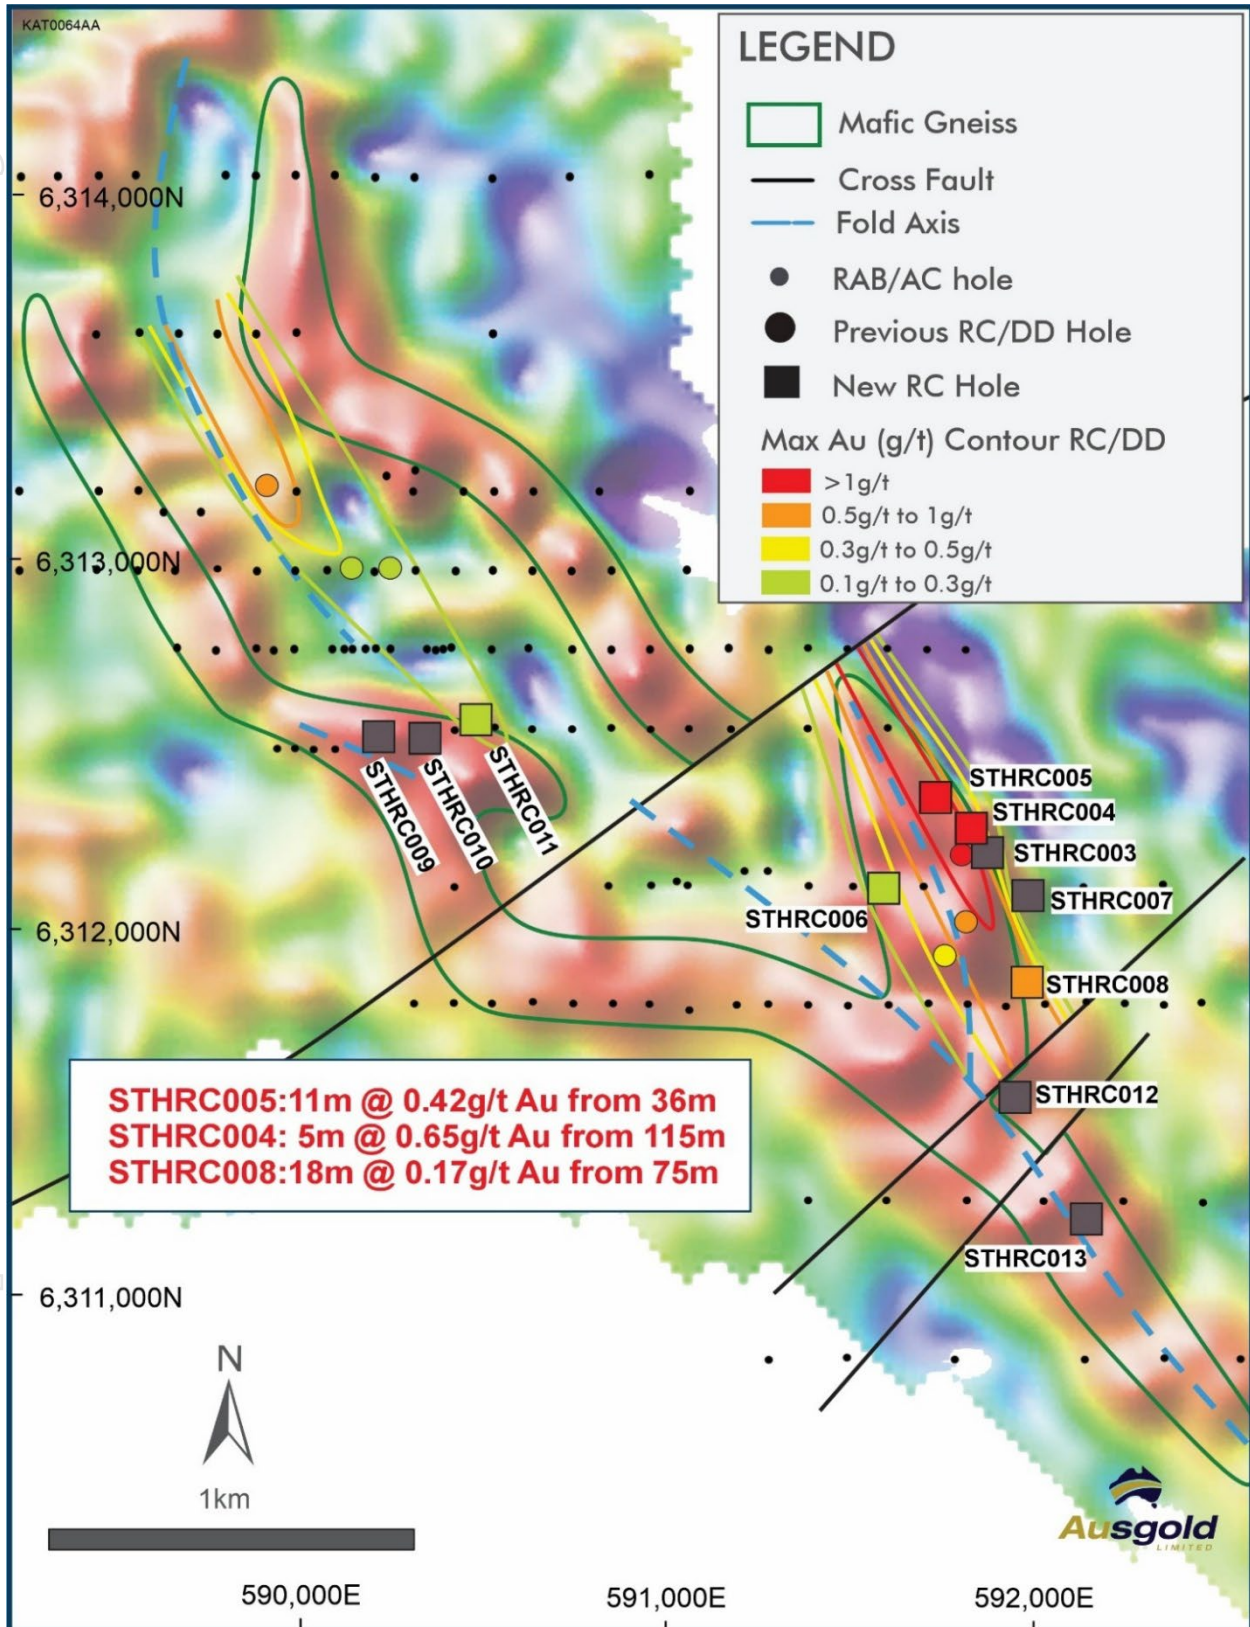 KAT0064AA
LEGEND
Mafic Gneiss
Cross Fault
Fold Axis
RAB/AC hole
Previous RC/DD Hole
New RC Hole
Max Au (g/t) Contour RC/DD
>1g/t
0.5g/t to 1g/t
0.3g/t to 0.5g/t
0.1g/t to 0.3g/t
6,314,000N
6,313,000N
STHRC009
STHRC010
STHRC011
STHRC005
STHRC004
STHRC003
STHRC007
STHRC006
6,312,000N
STHRC008
STHRC012
STHRC005:11m @ 0.42g/t Au from 36m
STHRC004: 5m @ 0.65g/t Au from 115m
STHRC008:18m @ 0.17g/t Au from 75m
STHRC013
6,311,000N
N
1km
Ausgold
LIMITED
590,000E
591,000E
592,000E